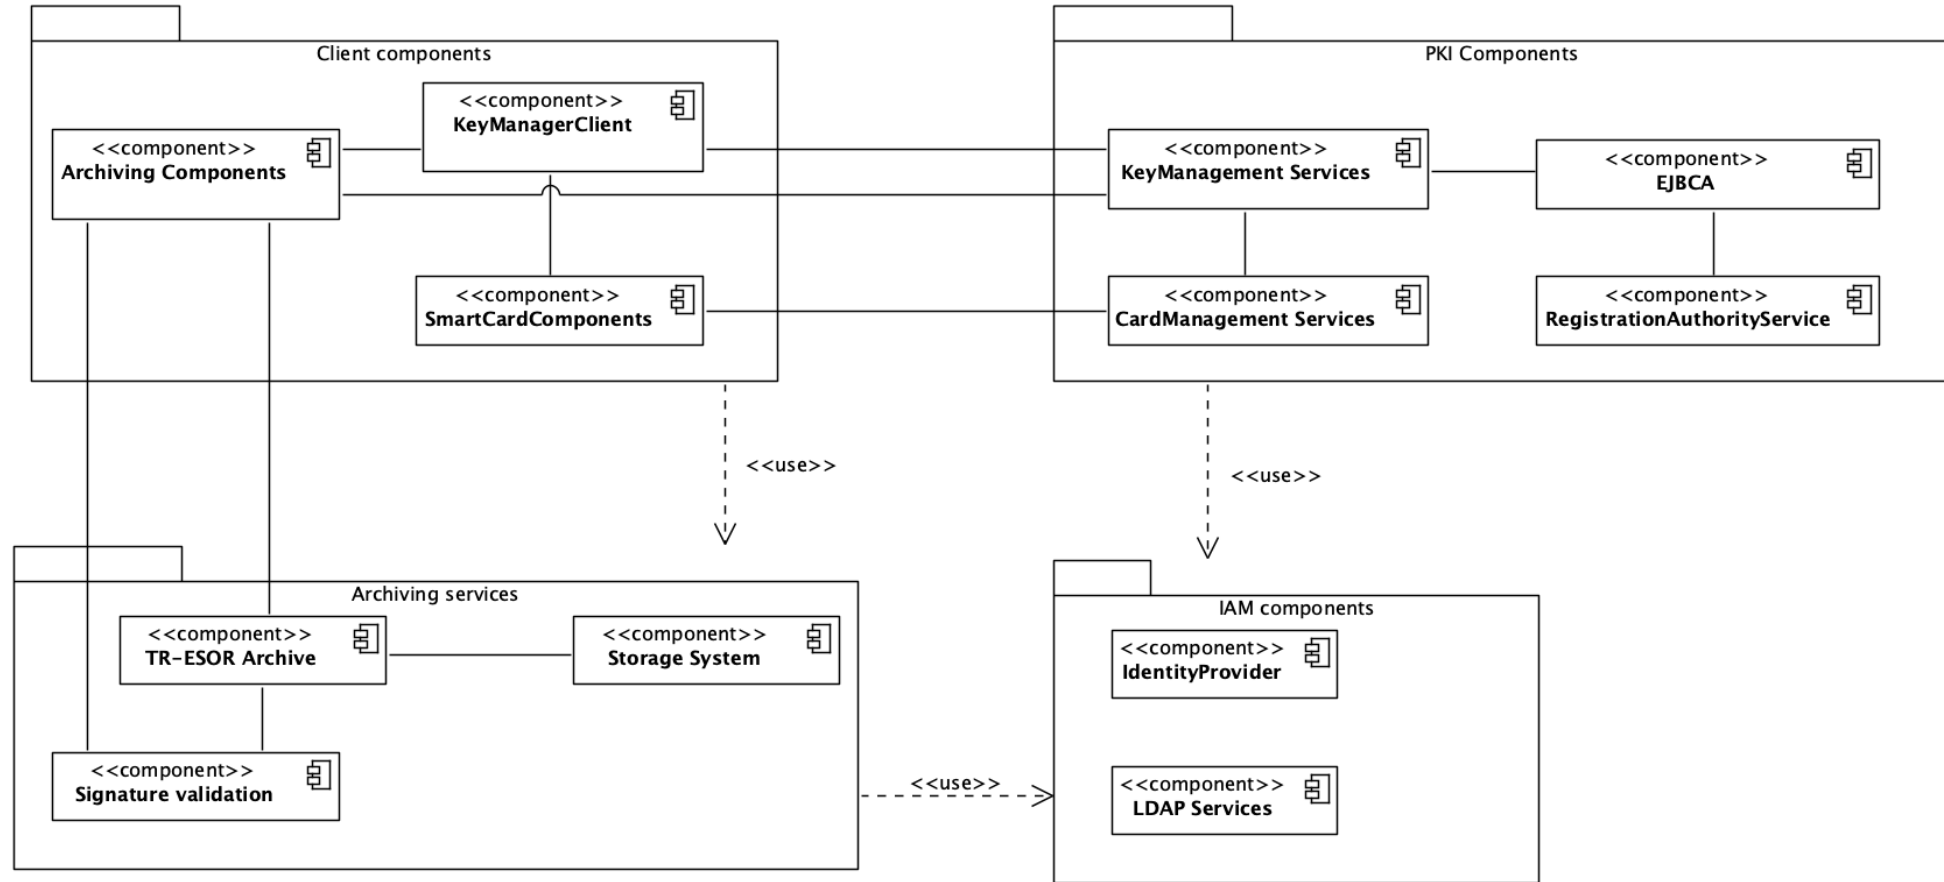 Client components
<<component>>
KeyManagerClient
<<component>>
Archiving Components
<<component>>
SmartCardComponents
PKI Components
<<component>>
KeyManagement Services
<<component>>
EJBCA
<<component>>
CardManagement Services
<<component>>
RegistrationAuthorityService
<<use>>
<<use>>
Archiving services
<<component>>
TR-ESOR Archive
<<component>>
Storage System
<<component>>
Signature validation
<<use>>
IAM components
<<component>>
IdentityProvider
<<component>>
LDAP Services